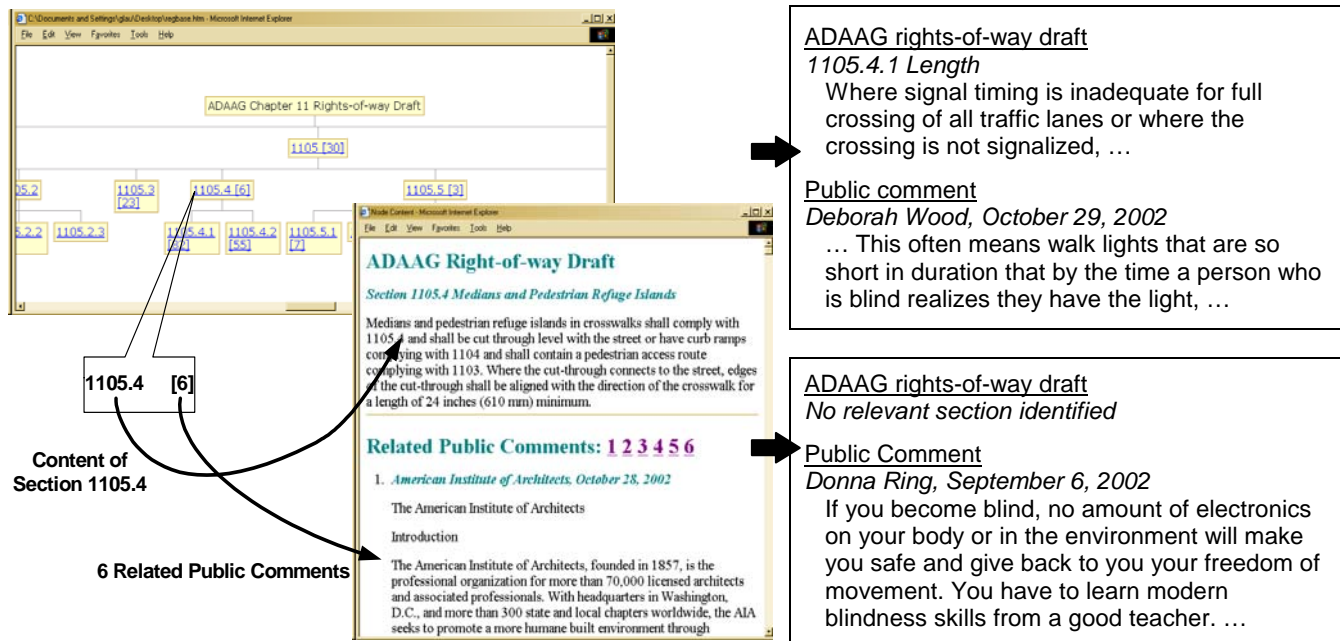 C:\Documents and Settings\glau\Desktop\regbase.htm - Microsoft Internet Explorer
File Edit View Favorites Tools Help
ADAAG Chapter 11 Rights-of-way Draft
1105 [30]
05.2
1105.3
[23]
1105.4 [6]
1105.5 [3]
5.2.2
1105.2.3
1105.4.1
1105.4.2
[55]
1105.5.1
[7]
1105.4 [6]
Content of
Section 1105.4
6 Related Public Comments
Node Content - Microsoft Internet Explorer
File Edit View Favorites Tools Help
ADAAG Right-of-way Draft
Section 1105.4 Medians and Pedestrian Refuge Islands
Medians and pedestrian refuge islands in crosswalks shall comply with
1105.4 and shall be cut through level with the street or have curb ramps
complying with 1104 and shall contain a pedestrian access route
complying with 1103. Where the cut-through connects to the street, edges
of the cut-through shall be aligned with the direction of the crosswalk for
a length of 24 inches (610 mm) minimum.
Related Public Comments: 1 2 3 4 5 6
1. American Institute of Architects, October 28, 2002
The American Institute of Architects
Introduction
The American Institute of Architects, founded in 1857, is the
professional organization for more than 70,000 licensed architects
and associated professionals. With headquarters in Washington,
D.C., and more than 300 state and local chapters worldwide, the AIA
seeks to promote a more humane built environment through
ADAAG rights-of-way draft
1105.4.1 Length
Where signal timing is inadequate for full
crossing of all traffic lanes or where the
crossing is not signalized, …
Public comment
Deborah Wood, October 29, 2002
… This often means walk lights that are so
short in duration that by the time a person who
is blind realizes they have the light, …
ADAAG rights-of-way draft
No relevant section identified
Public Comment
Donna Ring, September 6, 2002
If you become blind, no amount of electronics
on your body or in the environment will make
you safe and give back to you your freedom of
movement. You have to learn modern
blindness skills from a good teacher. …